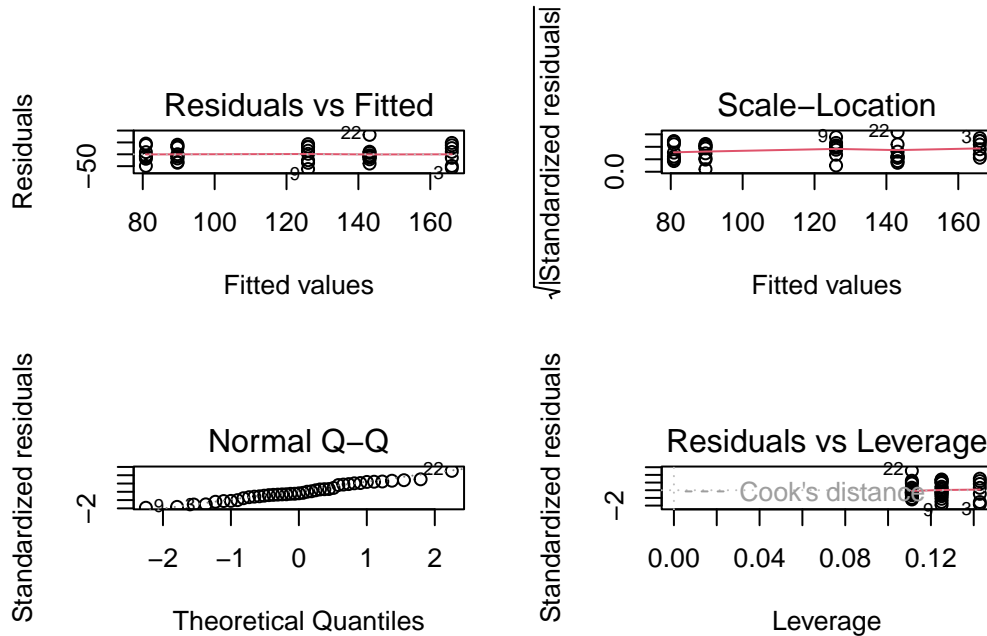 Residuals vs Fitted
Residuals
−50
22
9
3
80 100 120 140 160
Fitted values
Scale−Location
√|Standardized residuals|
0.0
9
22
3
80 100 120 140 160
Fitted values
Normal Q−Q
Standardized residuals
−2
22
9
3
−2 −1 0 1 2
Theoretical Quantiles
Residuals vs Leverage
Standardized residuals
−2
22
Cook's distance
9
3
0.00 0.04 0.08 0.12
Leverage